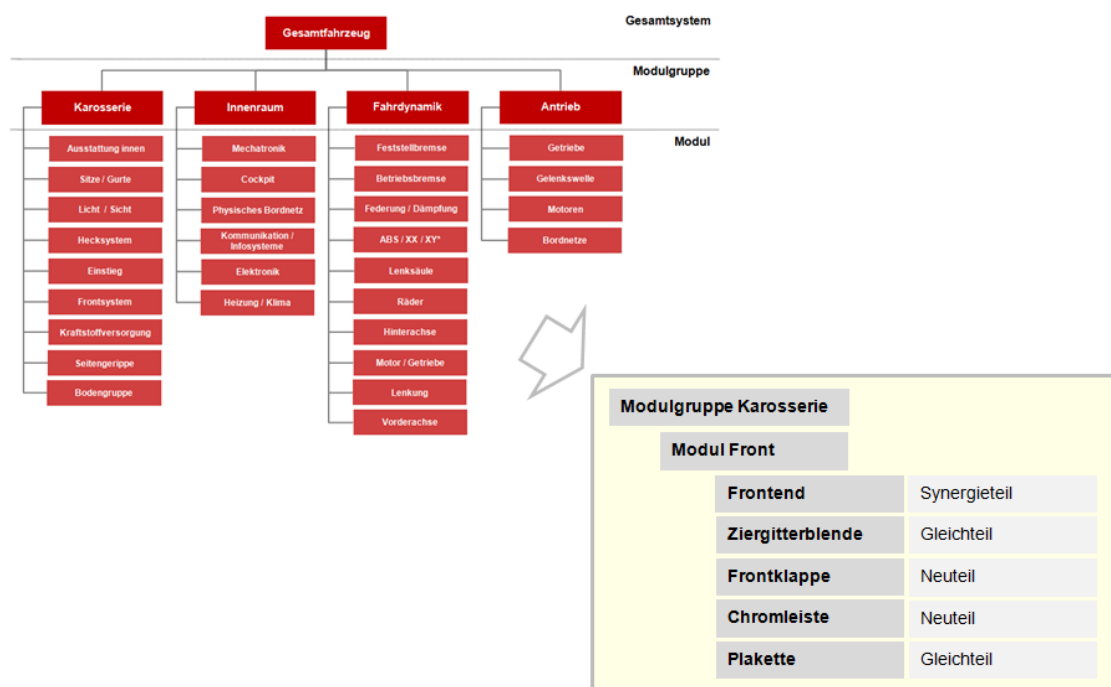 Gesamtsystem
Gesamtfahrzeug
Modulgruppe
Karosserie
Innenraum
Fahrdynamik
Antrieb
Modul
Ausstattung innen
Sitze / Gurte
Licht / Sicht
Hecksystem
Einstieg
Frontsystem
Kraftstoffversorgung
Seitengerippe
Bodengruppe
Mechatronik
Cockpit
Physisches Bordnetz
Kommunikation /
Infosysteme
Elektronik
Heizung / Klima
Feststellbremse
Betriebsbremse
Federung / Dämpfung
ABS / XX / XY*
Lenksäule
Räder
Hinterachse
Motor / Getriebe
Lenkung
Vorderachse
Getriebe
Gelenkswelle
Motoren
Bordnetze
Modulgruppe Karosserie
Modul Front
Frontend Synergieteil
Ziergitterblende Gleichteil
Frontklappe Neuteil
Chromleiste Neuteil
Plakette Gleichteil